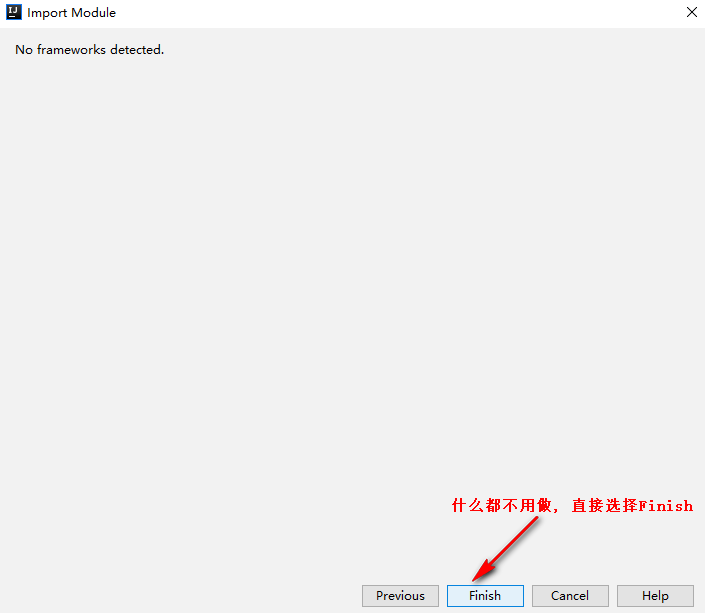 IJ
Import Module
No frameworks detected.
什么都不用做, 直接选择Finish
Previous Finish Cancel Help